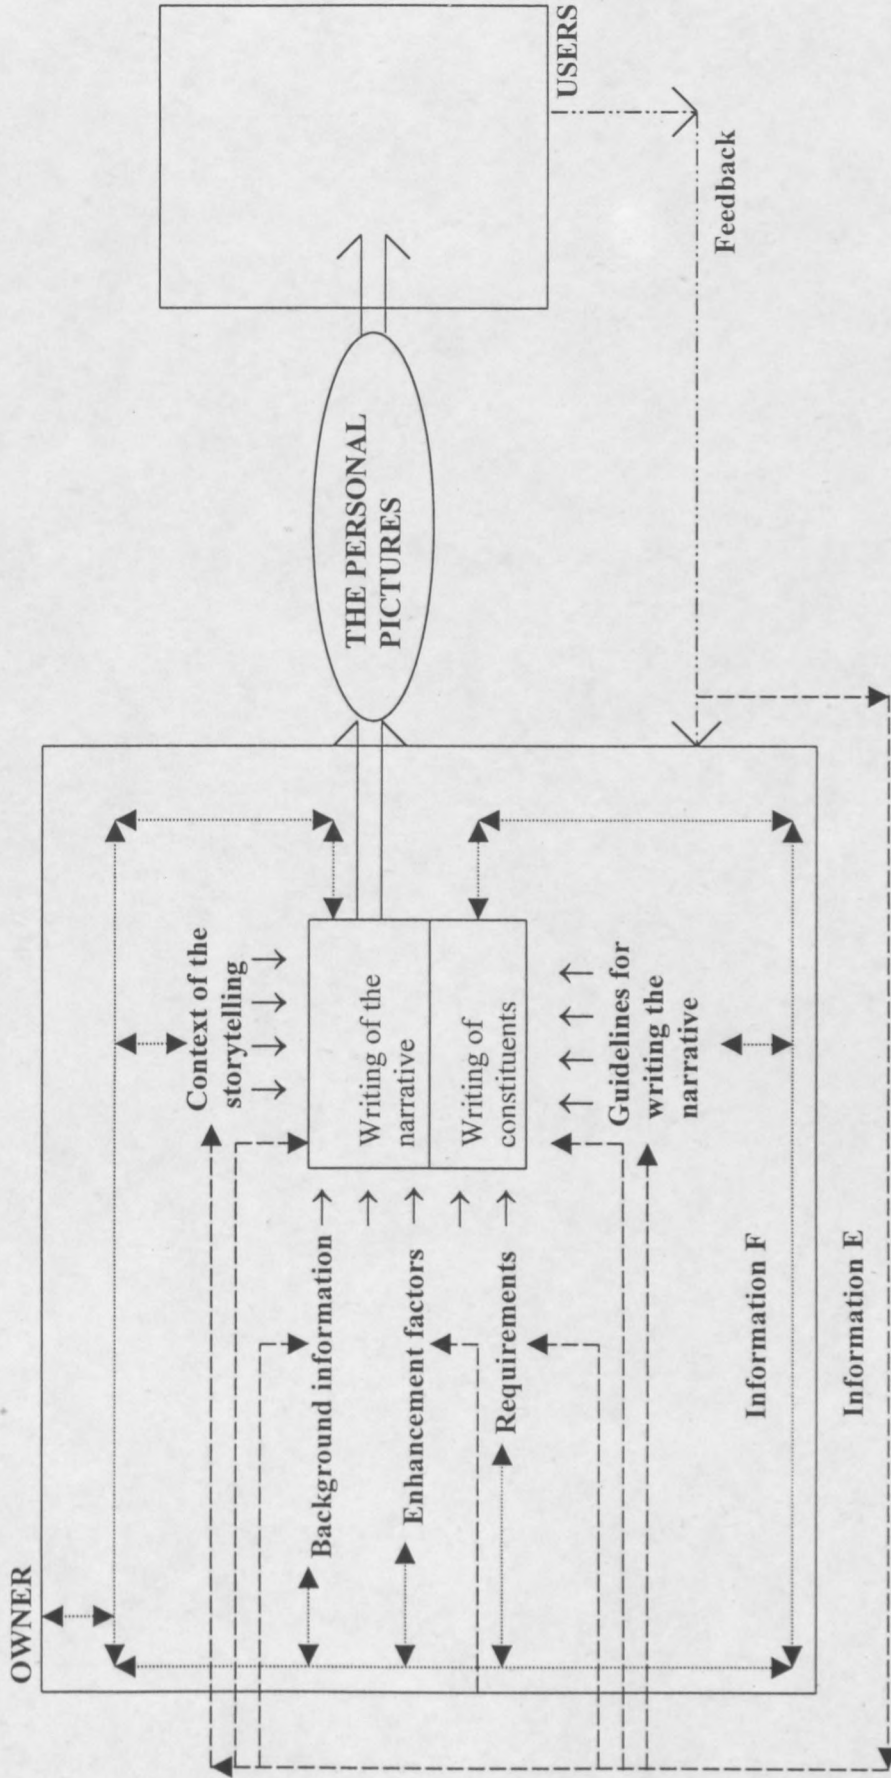 OWNER
Context of the
storytelling
Background information
Enhancement factors
Requirements
Writing of the
narrative
Writing of
constituents
Guidelines for
writing the
narrative
Information F
Information E
THE PERSONAL
PICTURES
USERS
Feedback